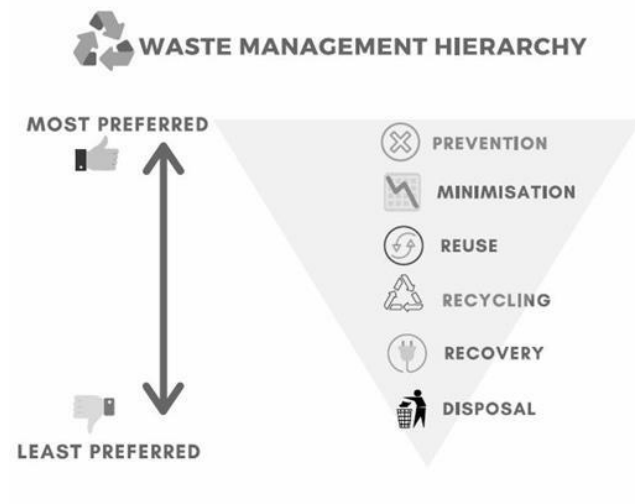 WASTE MANAGEMENT HIERARCHY
MOST PREFERRED
PREVENTION
MINIMISATION
REUSE
RECYCLING
RECOVERY
DISPOSAL
LEAST PREFERRED